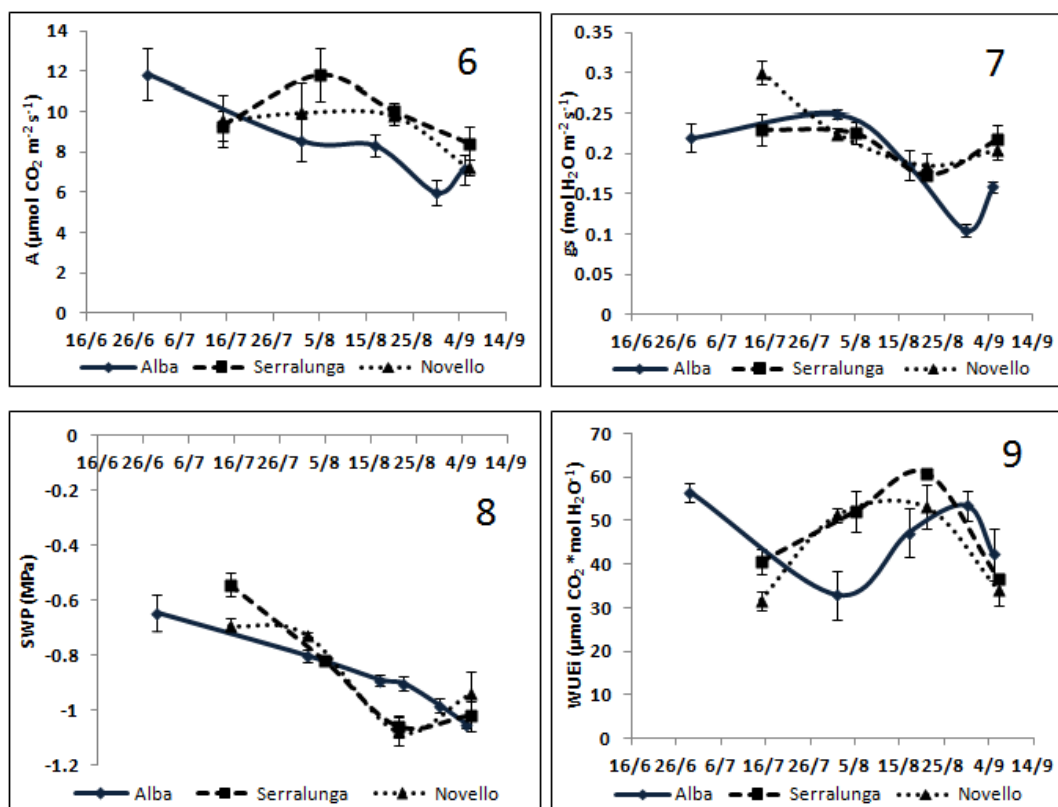 6
A (µmol CO2 m-2 s-1)
14
12
10
8
6
4
2
0
16/6 26/6 6/7 16/7 26/7 5/8 15/8 25/8 4/9 14/9
Alba Serralunga Novello
7
gs (mol H2O m-2 s-1)
0.35
0.3
0.25
0.2
0.15
0.1
0.05
0
16/6 26/6 6/7 16/7 26/7 5/8 15/8 25/8 4/9 14/9
Alba Serralunga Novello
8
SWP (MPa)
0
16/6 26/6 6/7 16/7 26/7 5/8 15/8 25/8 4/9 14/9
-0.2
-0.4
-0.6
-0.8
-1
-1.2
Alba Serralunga Novello
9
WUEi (µmol CO2 *mol H2O-1)
70
60
50
40
30
20
10
0
16/6 26/6 6/7 16/7 26/7 5/8 15/8 25/8 4/9 14/9
Alba Serralunga Novello